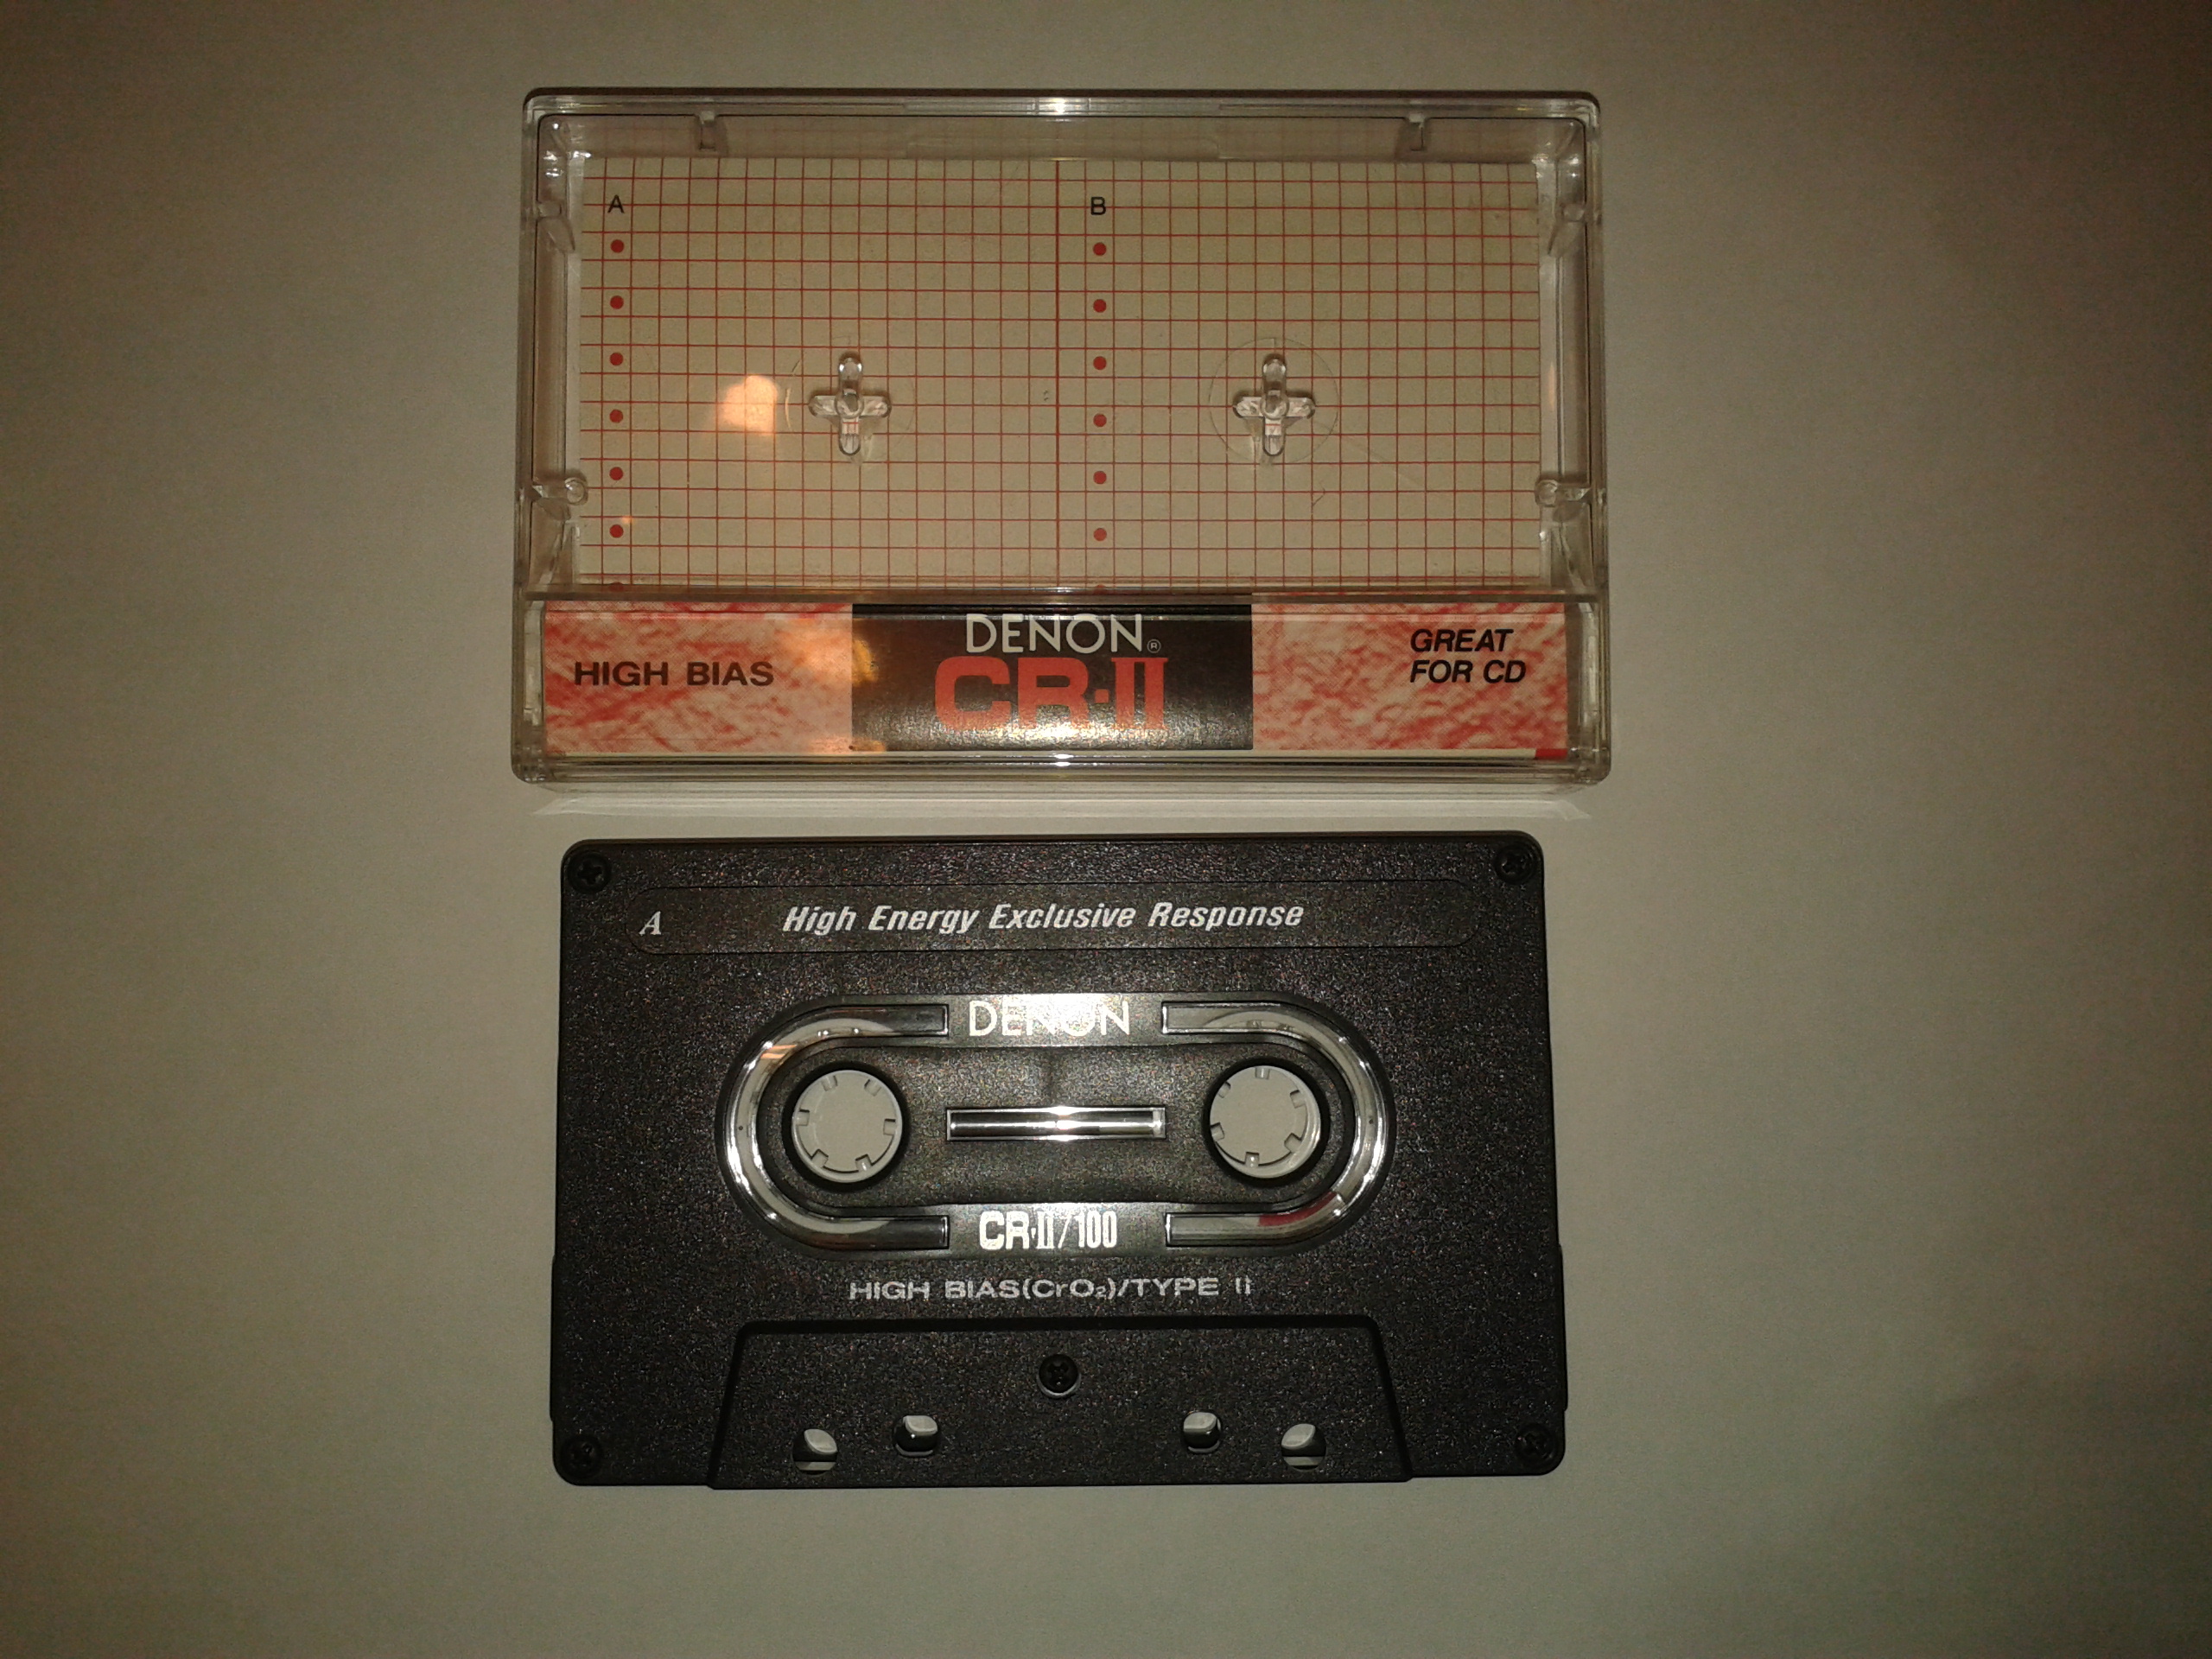 A B
HIGH BIAS
DENON®
CR·II
GREAT
FOR CD
A High Energy Exclusive Response
DENON
CR·II/100
HIGH BIAS(CrO₂)/TYPE II